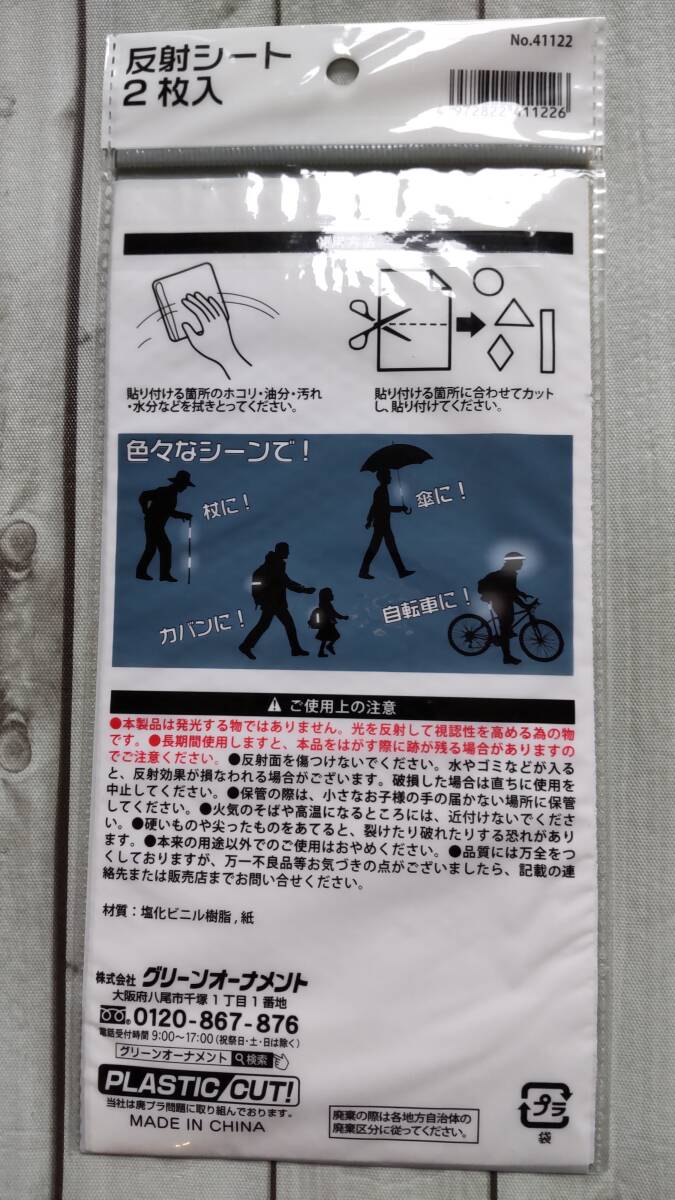 反射シート
2枚入
No.41122
4 972822 411226
使用方法
貼り付ける箇所のホコリ・油分・汚れ
・水分などを拭きとってください。
貼り付ける箇所に合わせてカット
し、貼り付けてください。
色々なシーンで！
杖に！
傘に！
カバンに！
自転車に！
ご使用上の注意
●本製品は発光する物ではありません。光を反射して視認性を高める為の物
です。●長期間使用しますと、本品をはがす際に跡が残る場合がありますの
でご注意ください。●反射面を傷つけないでください。水やゴミなどが入る
と、反射効果が損なわれる場合がございます。破損した場合は直ちに使用を
中止してください。●保管の際は、小さなお子様の手の届かない場所に保管
してください。●火気のそばや高温になるところには、近付けないでくださ
い。●硬いものや尖ったものをあてると、裂けたり破れたりする恐れがあり
ます。●本来の用途以外でのご使用はおやめください。●品質には万全をつ
くしておりますが、万一不良品等お気づきの点がございましたら、記載の連
絡先または販売店までお問い合せください。
材質：塩化ビニル樹脂,紙
株式会社 グリーンオーナメント
大阪府八尾市千塚1丁目1番地
0120-867-876
電話受付時間 9:00〜17:00 (祝祭日・土・日は除く)
グリーンオーナメント 検索
PLASTIC CUT!
当社は廃プラ問題に取り組んでおります。
MADE IN CHINA
廃棄の際は各地方自治体の
廃棄区分に従ってください。
プラ
袋